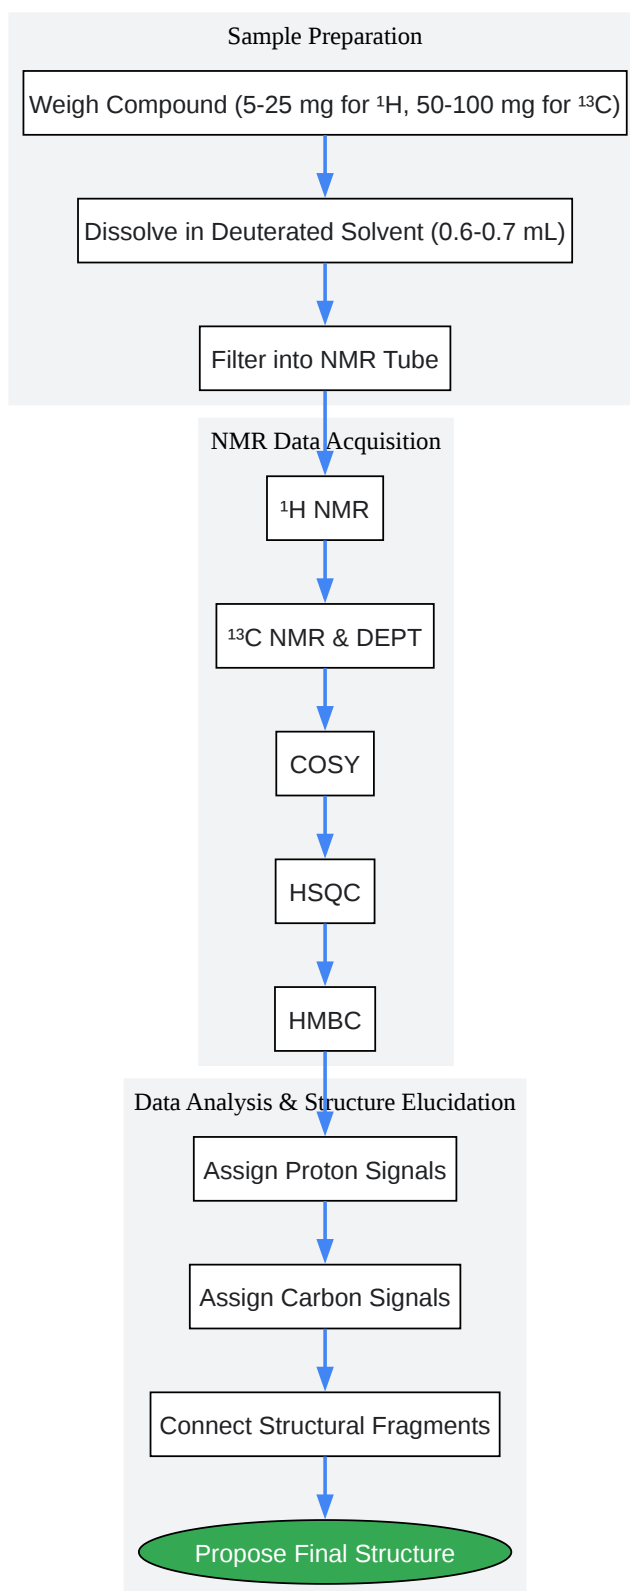 Sample Preparation
Weigh Compound (5-25 mg for ¹H, 50-100 mg for ¹³C)
Dissolve in Deuterated Solvent (0.6-0.7 mL)
Filter into NMR Tube
NMR Data Acquisition
¹H NMR
¹³C NMR & DEPT
COSY
HSQC
HMBC
Data Analysis & Structure Elucidation
Assign Proton Signals
Assign Carbon Signals
Connect Structural Fragments
Propose Final Structure